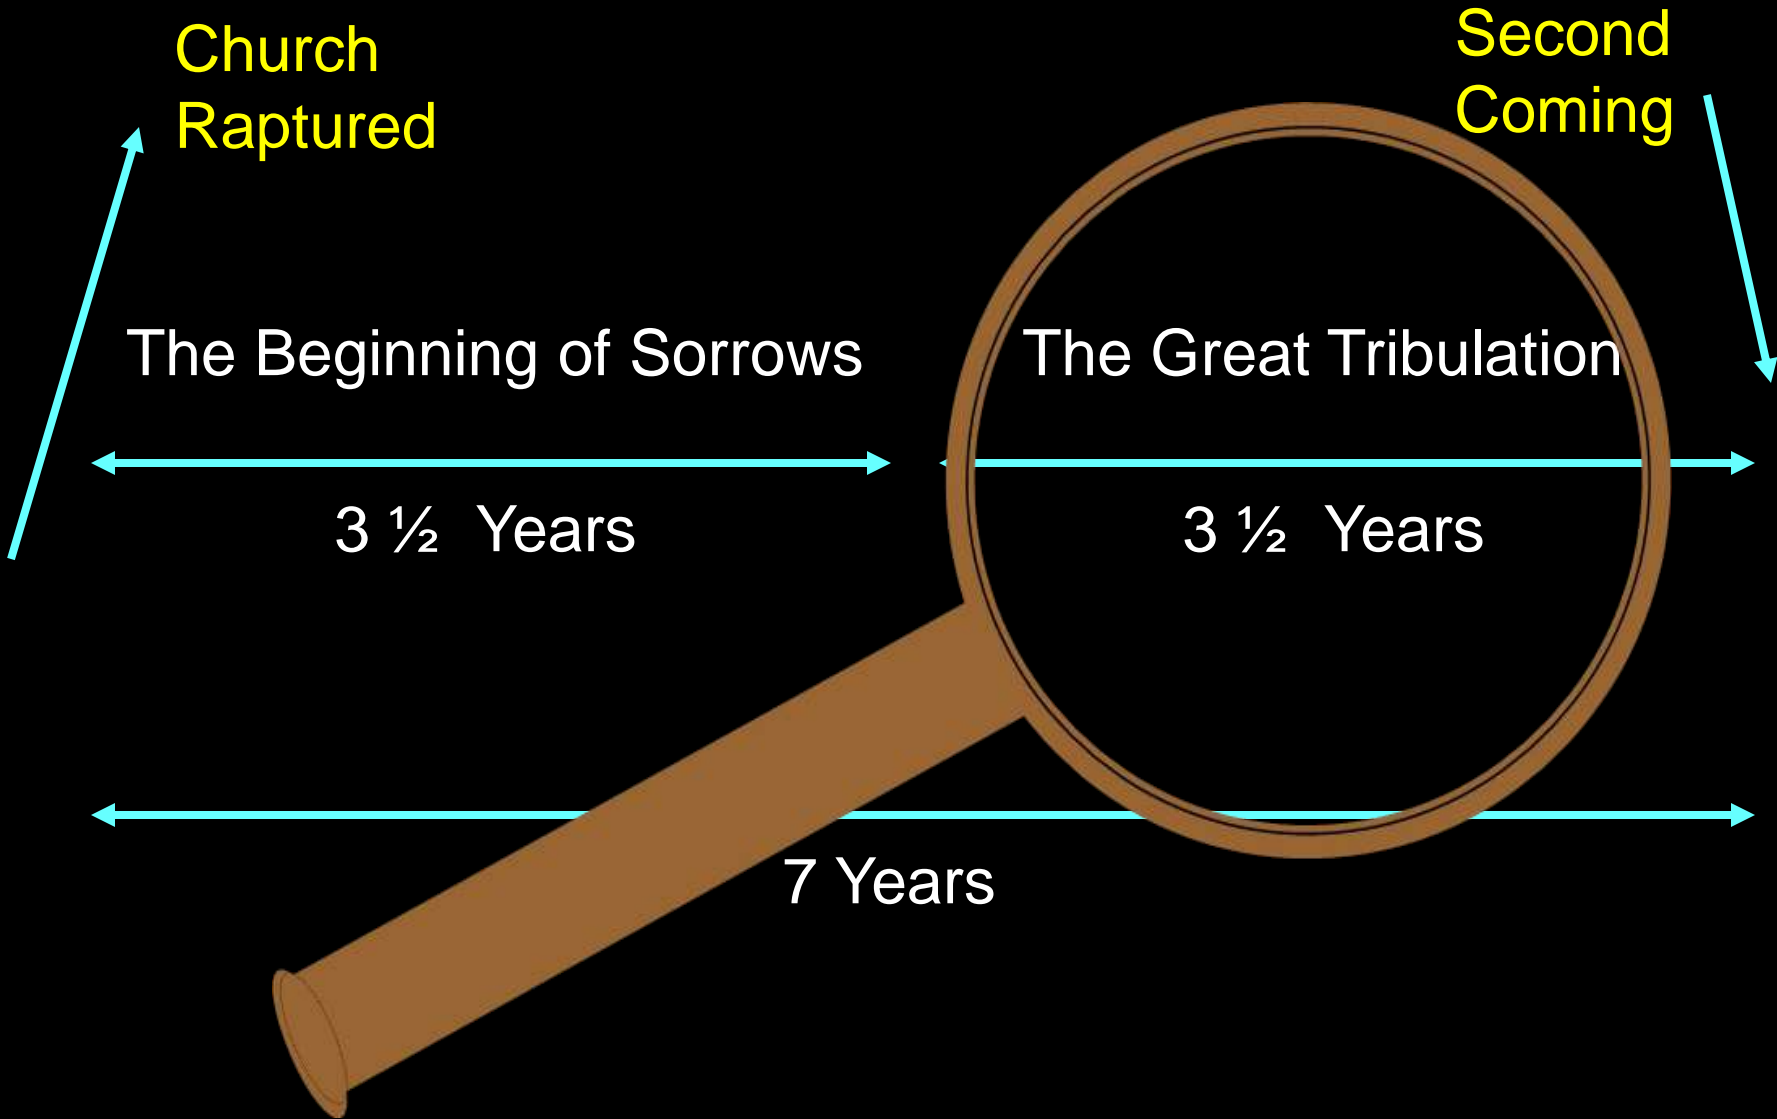 Church
Raptured
Second
Coming
The Beginning of Sorrows
The Great Tribulation
3 ½ Years
3 ½ Years
7 Years